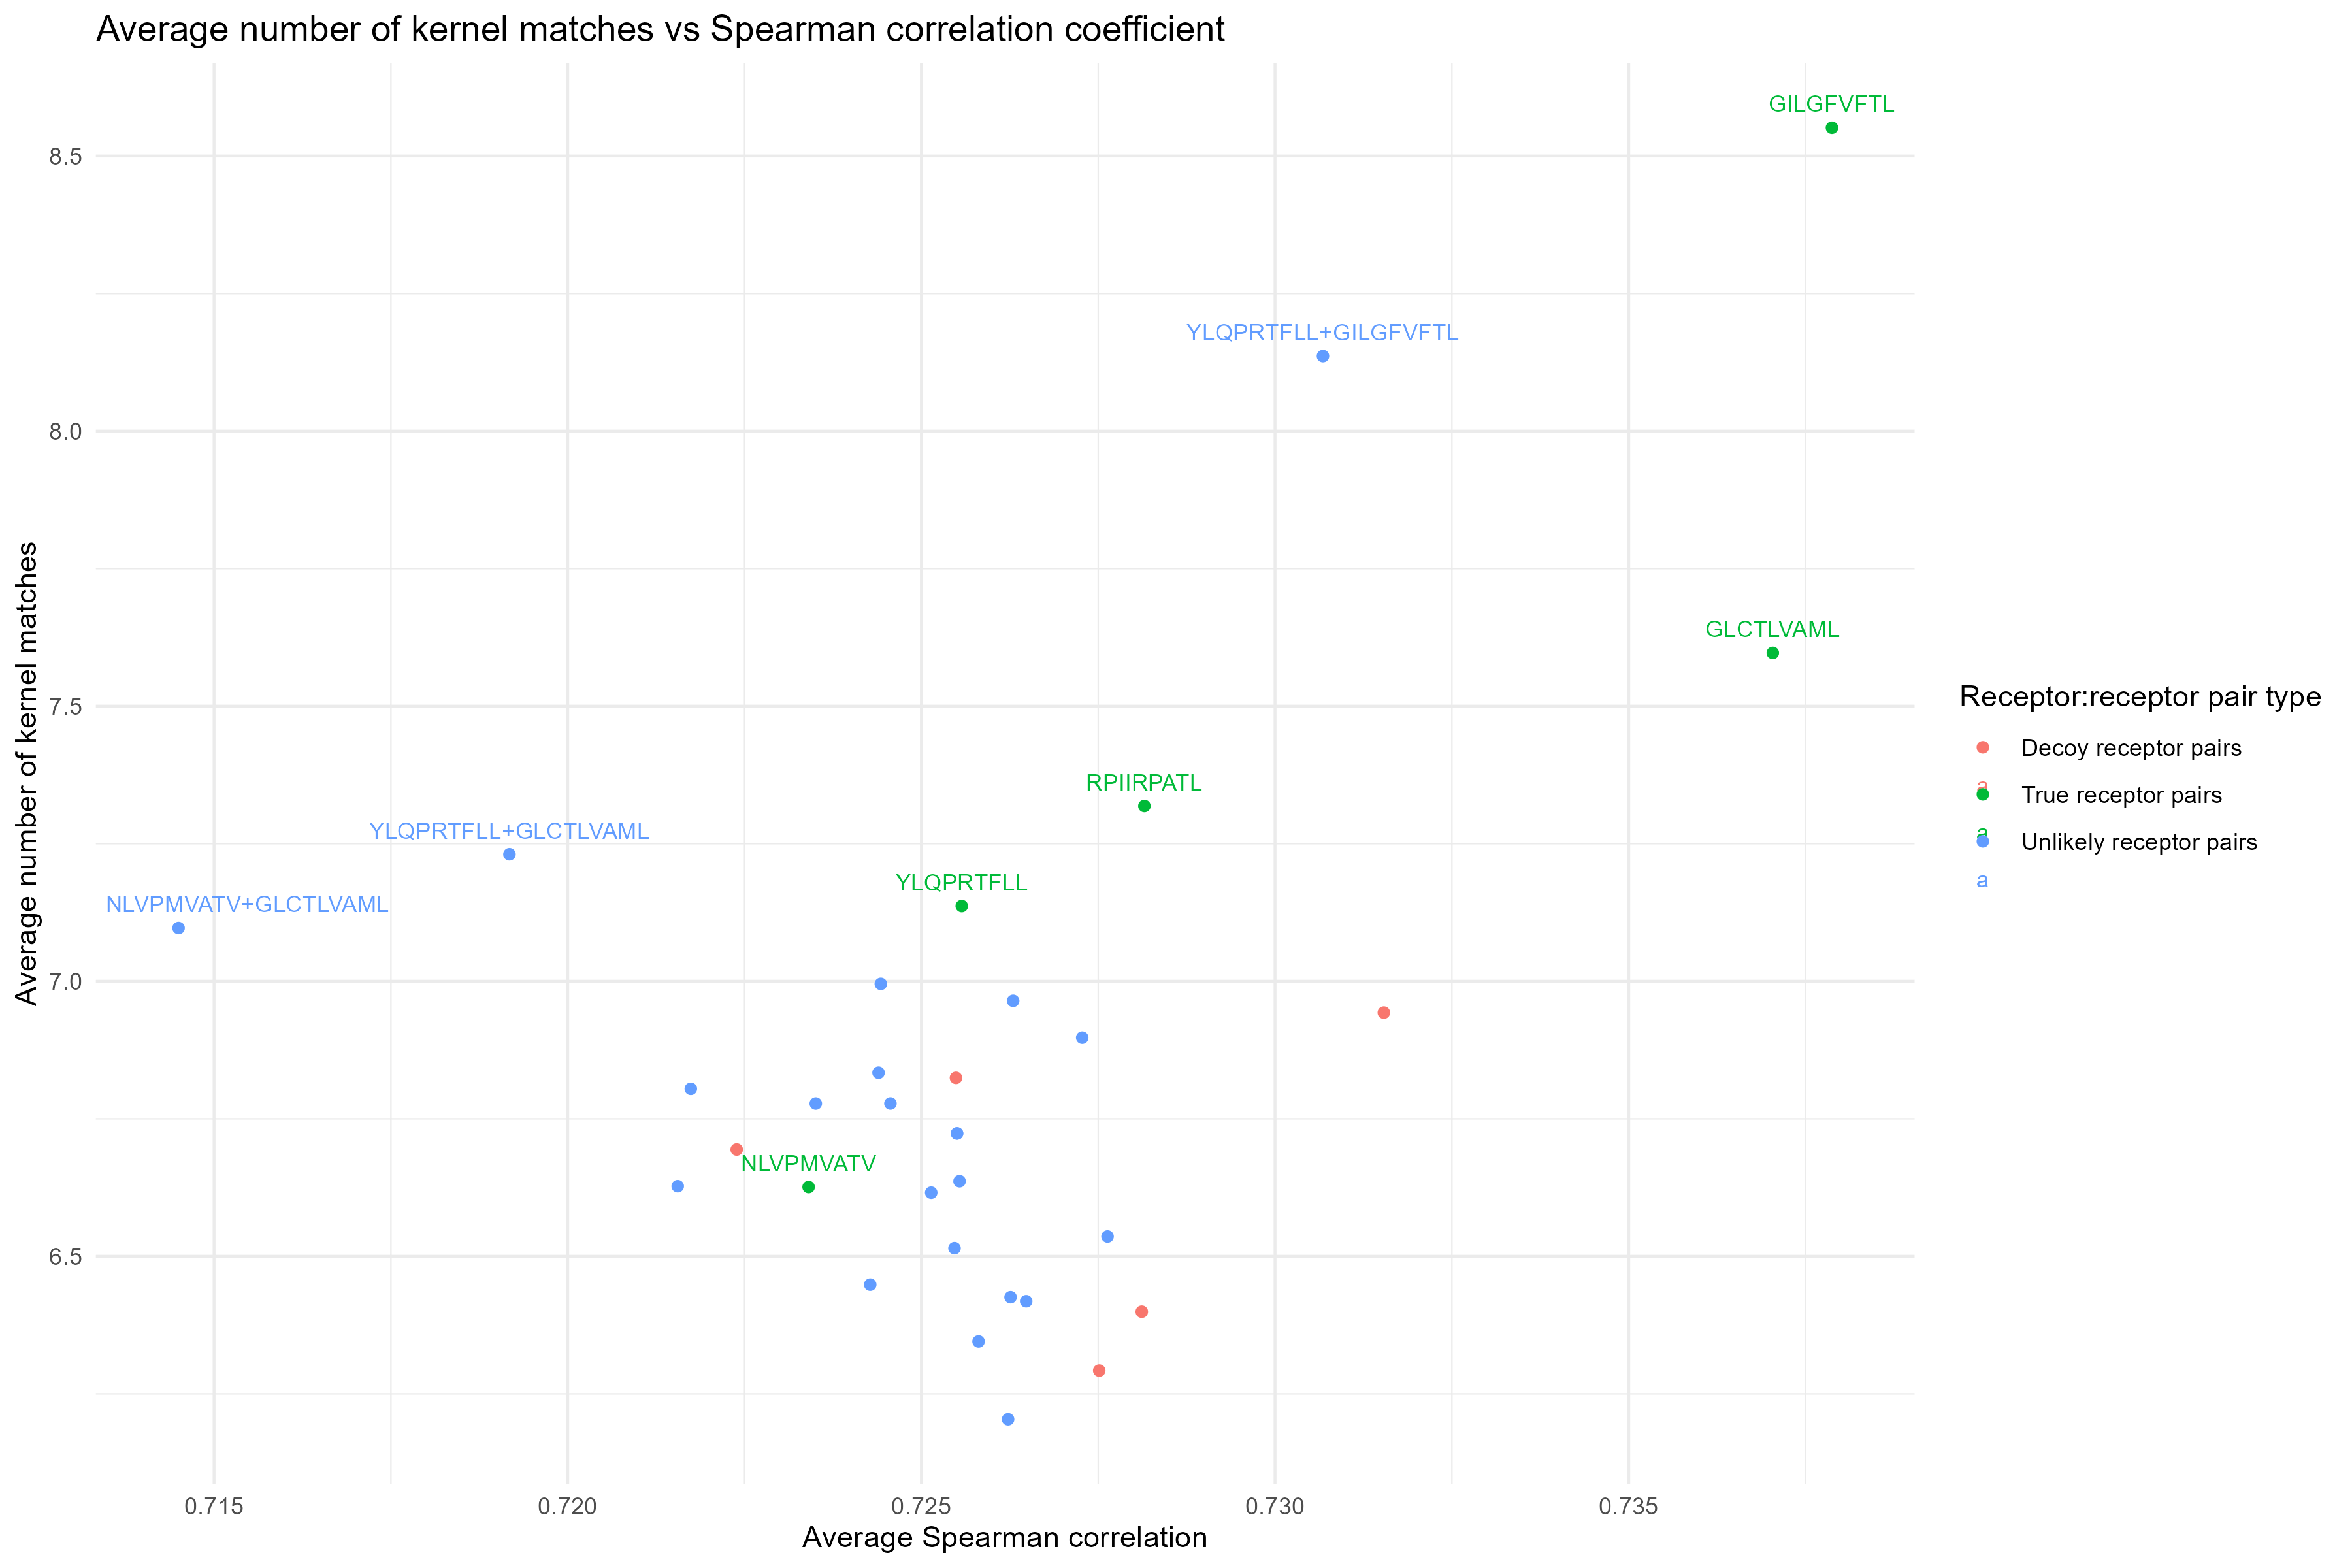 Average number of kernel matches vs Spearman correlation coefficient
GILGFVFTL
8.5
YLQPRTFLL+GILGFVFTL
8.0
GLCTLVAML
7.5
RPIIRPATL
YLQPRTFLL+GLCTLVAML
YLQPRTFLL
NLVPMVATV+GLCTLVAML
7.0
NLVPMVATV
6.5
Average number of kernel matches
0.715
0.720
0.725
0.730
0.735
Average Spearman correlation
Receptor:receptor pair type
Decoy receptor pairs
a
True receptor pairs
a
Unlikely receptor pairs
a